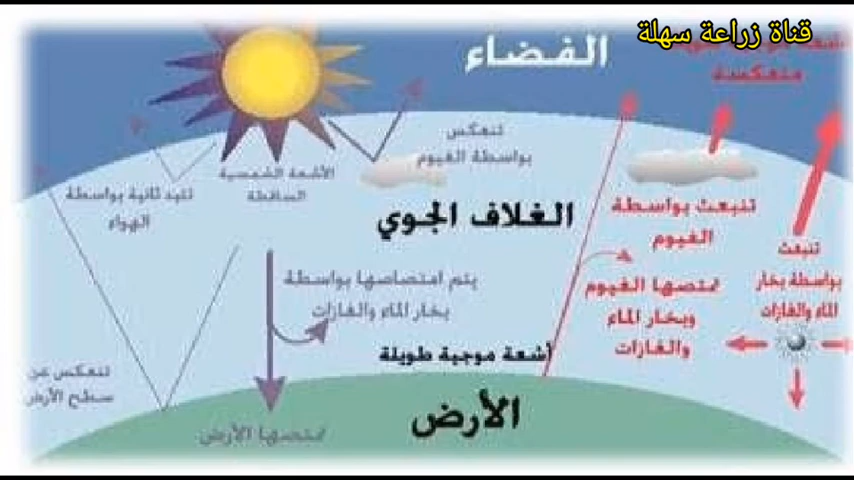 قناة زراعة سهلة
الفضاء
منعكسة
تنعكس
بواسطة الغيوم
الأشعة الشمسية
الساقطة
ترتد ثانية بواسطة
الهواء
الغلاف الجوي
تنبعث بواسطة
الغيوم
تنبعث
بواسطة بخار
الماء والغازات
يتم امتصاصها بواسطة
بخار الماء والغازات
تمتصها الغيوم
وبخار الماء
والغازات
أشعة موجية طويلة
تنعكس عن
سطح الأرض
الأرض
تمتصها الأرض